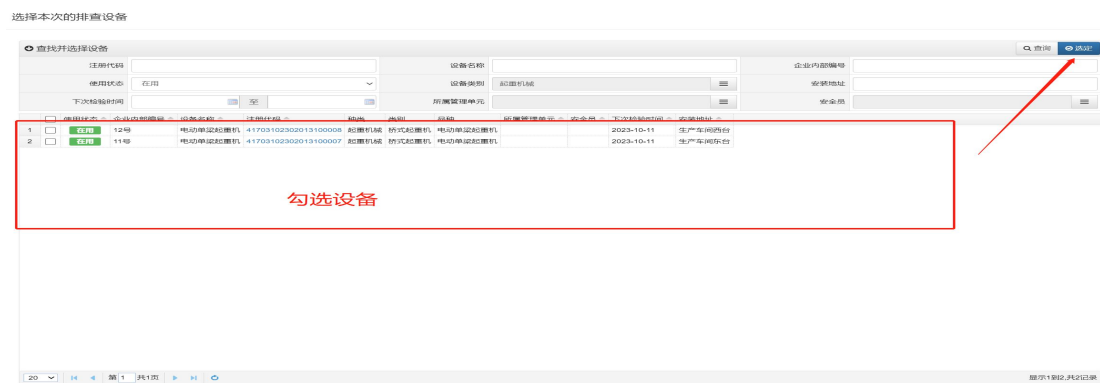 选择本次的排查设备
查找并选择设备 查询 选定
注册代码 设备名称 企业内部编号
使用状态 在用 设备类别 起重机械 安装地址
下次检验时间 至 所属管理单元 安全员
使用状态 企业内部编号 设备名称 注册代码 种类 类别 品种 所属管理单元 安全员 下次检验时间 安装地址
1 在用 12号 电动单梁起重机 41703102302013100008 起重机械 桥式起重机 电动单梁起重机 2023-10-11 生产车间西台
2 在用 11号 电动单梁起重机 41703102302013100007 起重机械 桥式起重机 电动单梁起重机 2023-10-11 生产车间东台
勾选设备
20 第 1 共1页 显示1到2,共2记录